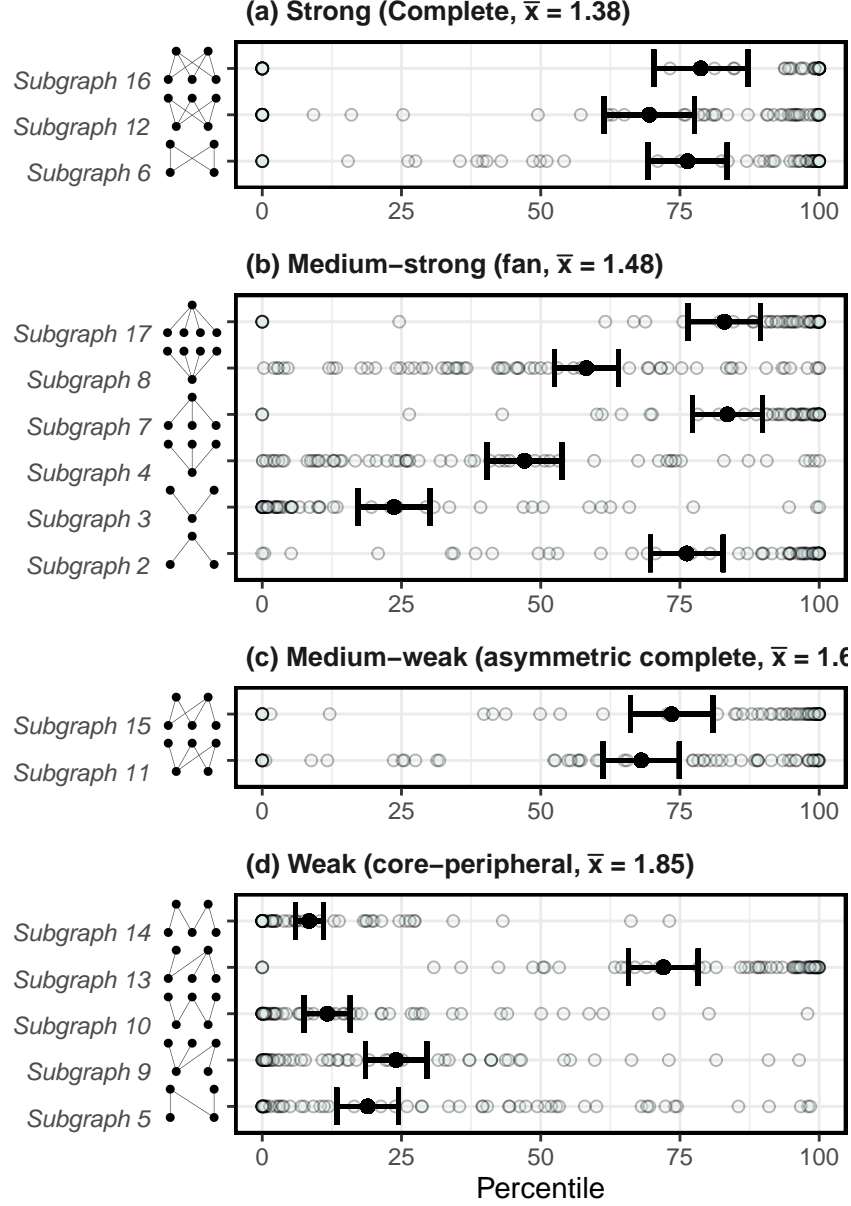 (a) Strong (Complete, x̅ = 1.38)
Subgraph 16
Subgraph 12
Subgraph 6
0 25 50 75 100
(b) Medium−strong (fan, x̅ = 1.48)
Subgraph 17
Subgraph 8
Subgraph 7
Subgraph 4
Subgraph 3
Subgraph 2
0 25 50 75 100
(c) Medium−weak (asymmetric complete, x̅ = 1.6
Subgraph 15
Subgraph 11
0 25 50 75 100
(d) Weak (core−peripheral, x̅ = 1.85)
Subgraph 14
Subgraph 13
Subgraph 10
Subgraph 9
Subgraph 5
0 25 50 75 100
Percentile